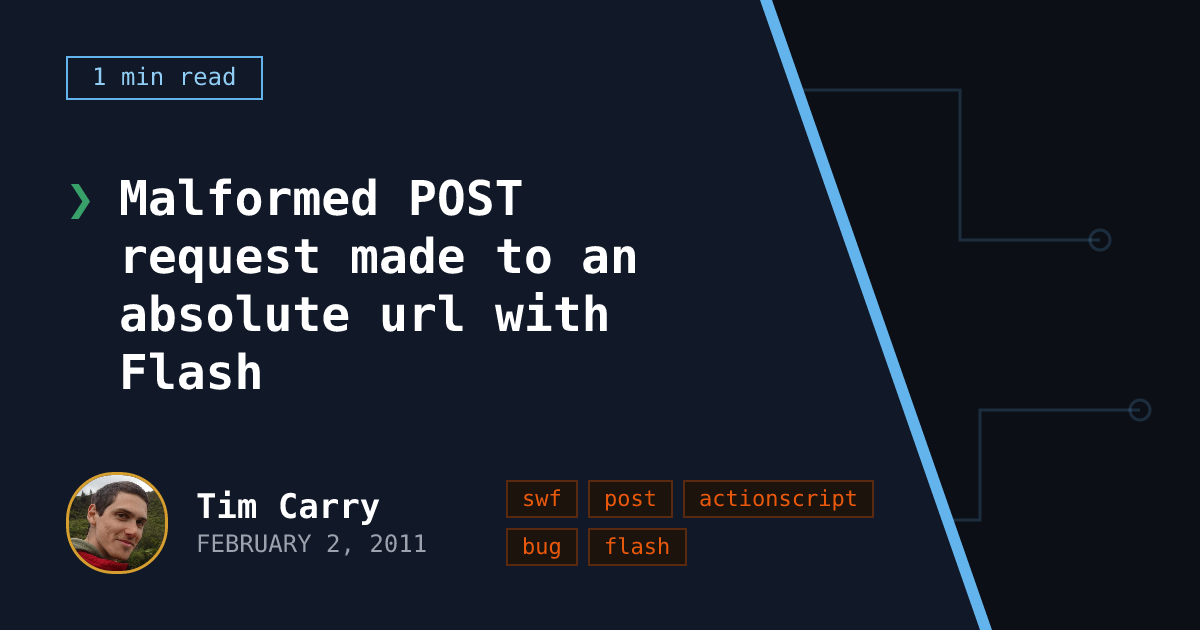 1 min read
❯ Malformed POST
request made to an
absolute url with
Flash
Tim Carry
FEBRUARY 2, 2011
swf post actionscript
bug flash